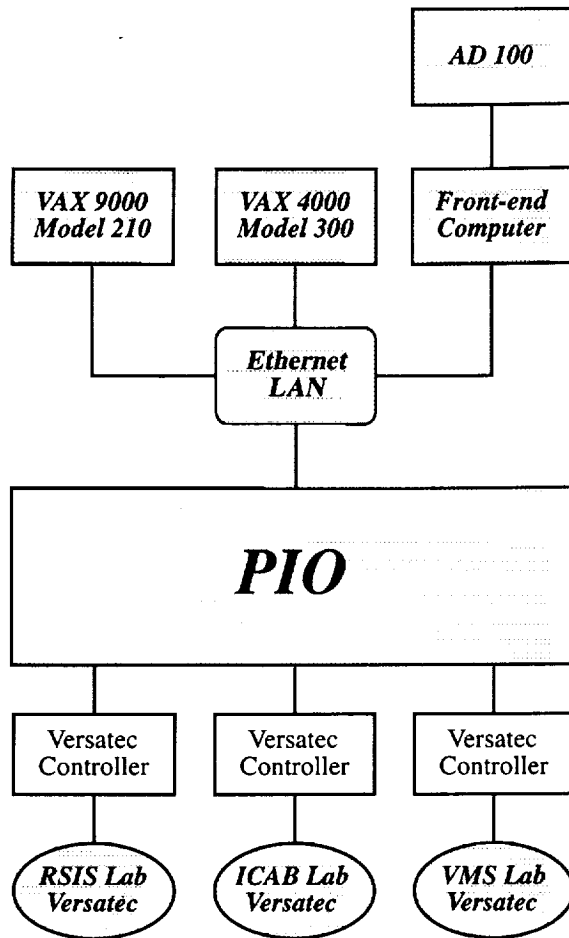 AD 100
VAX 9000
Model 210
VAX 4000
Model 300
Front-end
Computer
Ethernet
LAN
PIO
Versatec
Controller
Versatec
Controller
Versatec
Controller
RSIS Lab
Versatec
ICAB Lab
Versatec
VMS Lab
Versatec